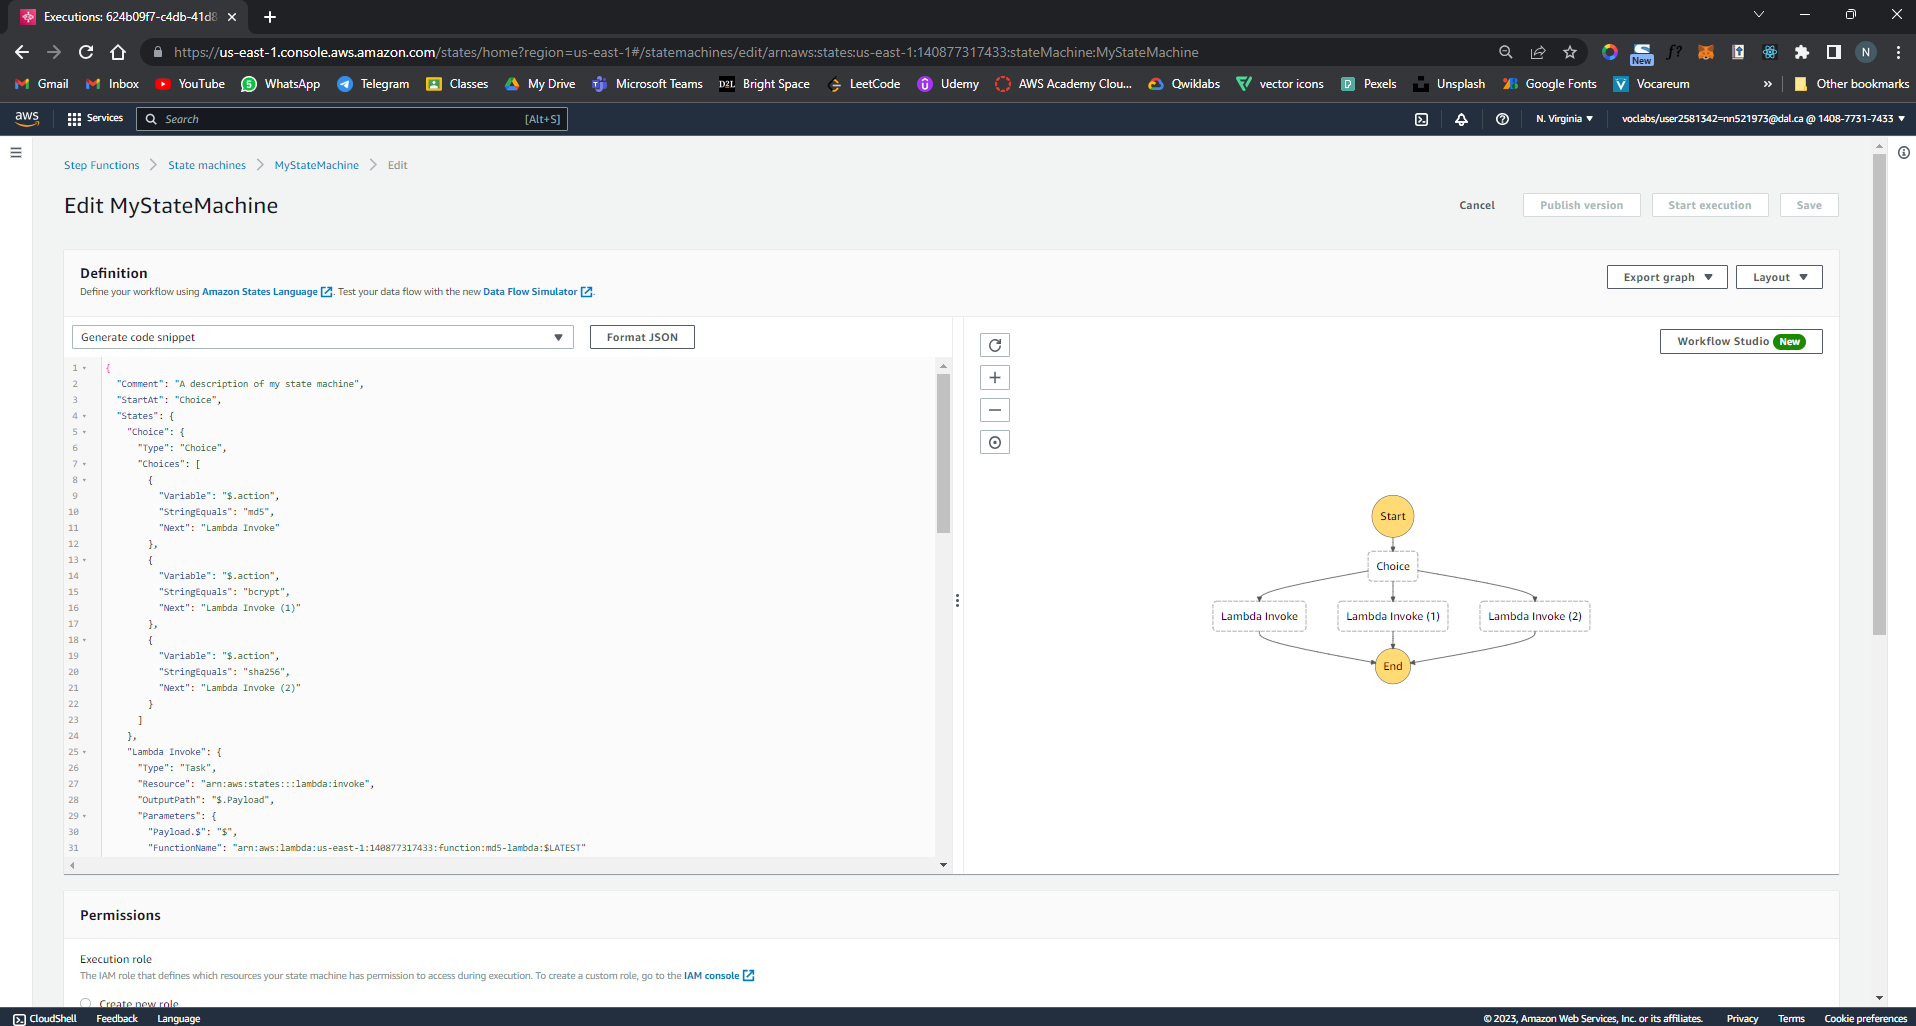 Executions: 624b09f7-c4db-41d8
https://us-east-1.console.aws.amazon.com/states/home?region=us-east-1#/statemachines/edit/arn:aws:states:us-east-1:140877317433:stateMachine:MyStateMachine
New
N
Gmail Inbox YouTube WhatsApp Telegram Classes My Drive Microsoft Teams D2L Bright Space LeetCode Udemy AWS Academy Clou... Qwiklabs vector icons Pexels Unsplash Google Fonts Vocareum » Other bookmarks
aws Services Search [Alt+S] N. Virginia voclabs/user2581342=nn521973@dal.ca @ 1408-7731-7433
Step Functions State machines MyStateMachine Edit
Edit MyStateMachine
Cancel Publish version Start execution Save
Definition
Define your workflow using Amazon States Language. Test your data flow with the new Data Flow Simulator.
Export graph Layout
Generate code snippet Format JSON
Workflow Studio New
1 {
2 "Comment": "A description of my state machine",
3 "StartAt": "Choice",
4 "States": {
5 "Choice": {
6 "Type": "Choice",
7 "Choices": [
8 {
9 "Variable": "$.action",
10 "StringEquals": "md5",
11 "Next": "Lambda Invoke"
12 },
13 {
14 "Variable": "$.action",
15 "StringEquals": "bcrypt",
16 "Next": "Lambda Invoke (1)"
17 },
18 {
19 "Variable": "$.action",
20 "StringEquals": "sha256",
21 "Next": "Lambda Invoke (2)"
22 }
23 ]
24 },
25 "Lambda Invoke": {
26 "Type": "Task",
27 "Resource": "arn:aws:states:::lambda:invoke",
28 "OutputPath": "$.Payload",
29 "Parameters": {
30 "Payload.$": "$",
31 "FunctionName": "arn:aws:lambda:us-east-1:140877317433:function:md5-lambda:$LATEST"
Start
Choice
Lambda Invoke Lambda Invoke (1) Lambda Invoke (2)
End
Permissions
Execution role
The IAM role that defines which resources your state machine has permission to access during execution. To create a custom role, go to the IAM console
Create new role
CloudShell Feedback Language © 2023, Amazon Web Services, Inc. or its affiliates. Privacy Terms Cookie preferences